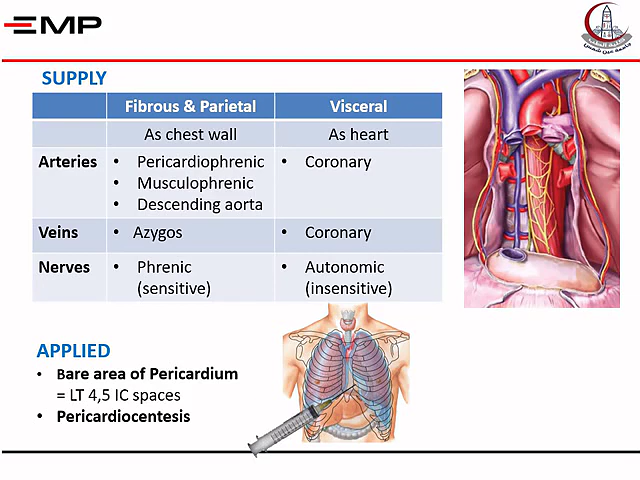 EMP
SUPPLY
Fibrous & Parietal Visceral
As chest wall As heart
Arteries • Pericardiophrenic • Coronary
• Musculophrenic
• Descending aorta
Veins • Azygos • Coronary
Nerves • Phrenic • Autonomic
(sensitive) (insensitive)
APPLIED
• Bare area of Pericardium
= LT 4,5 IC spaces
• Pericardiocentesis